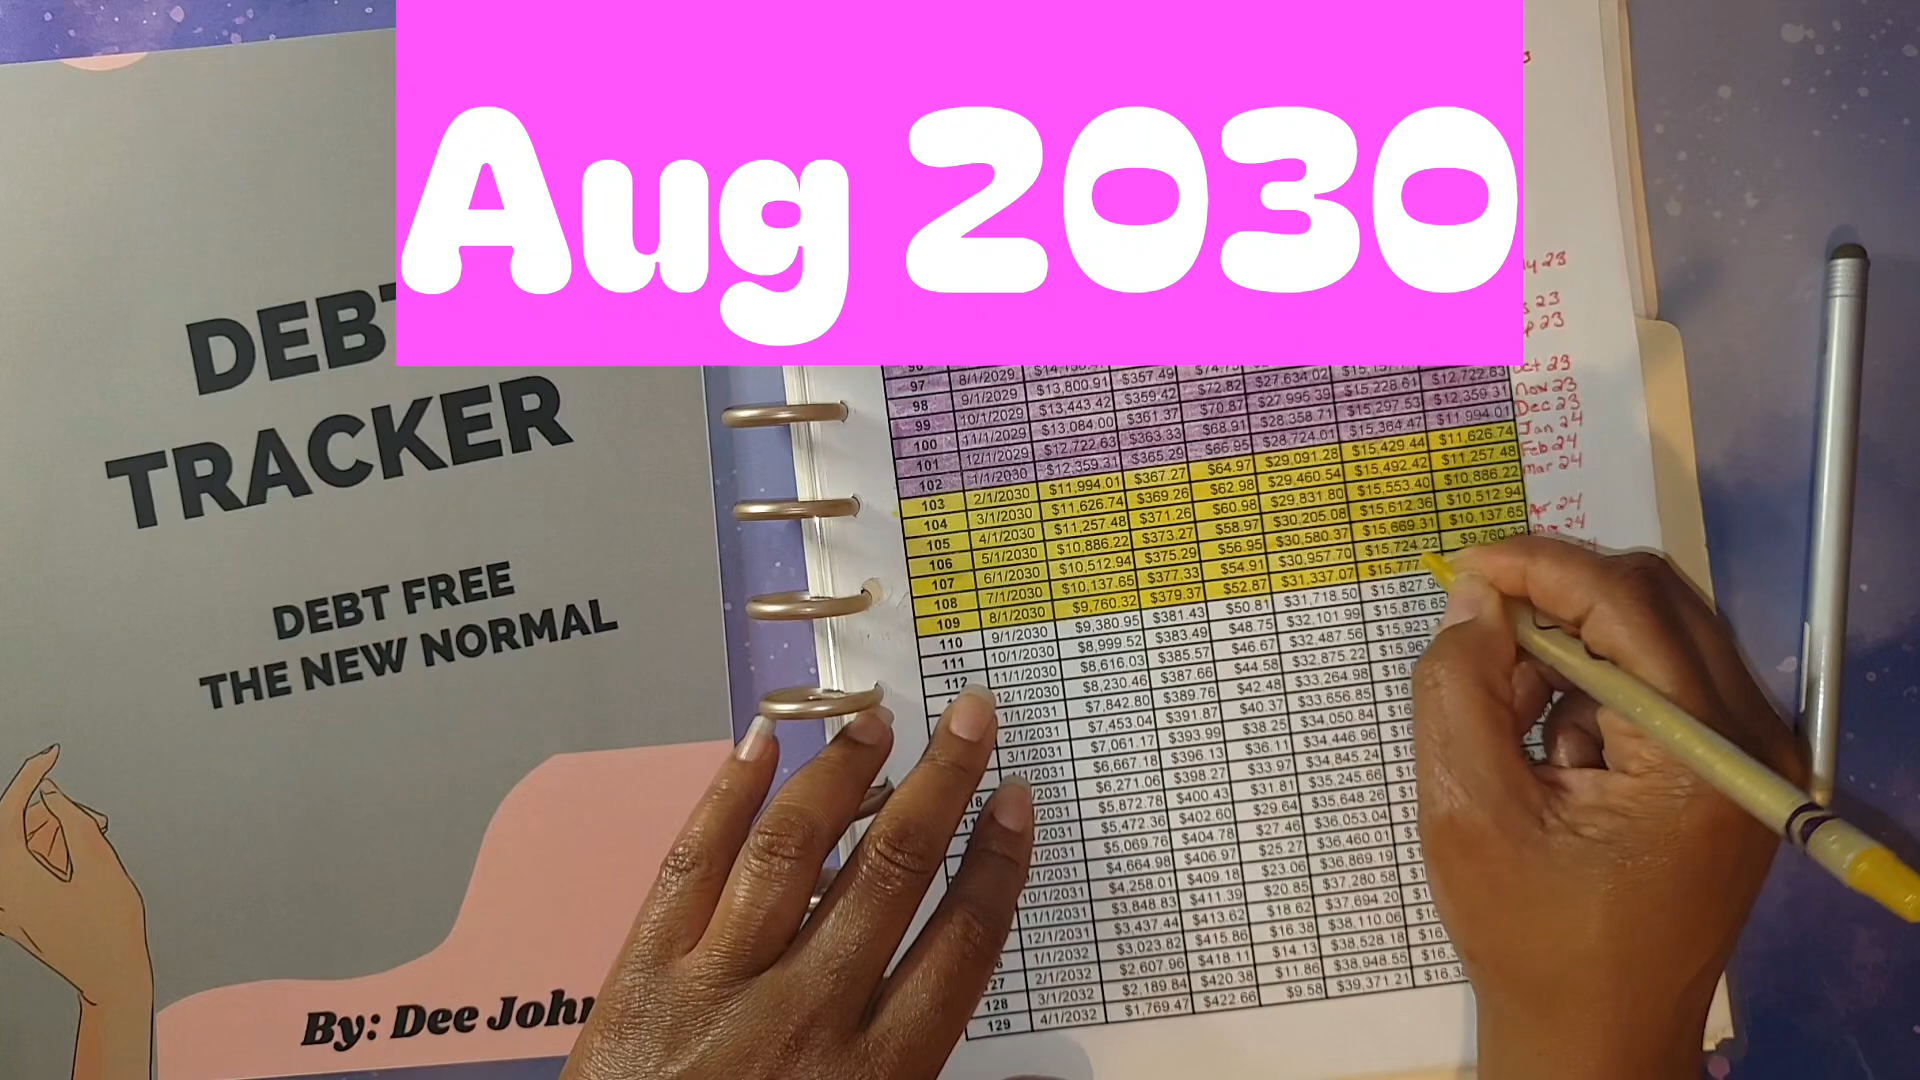 Aug 2030
DEBT
TRACKER
DEBT FREE
THE NEW NORMAL
By: Dee John
97 8/1/2029
98 9/1/2029 $13,800.91 $357.49
99 10/1/2029 $13,443.42 $359.42 $72.82 $27,634.02
100 11/1/2029 $13,084.00 $361.37 $70.87 $27,995.39 $15,228.61 $12,722.63
101 12/1/2029 $12,722.63 $363.33 $68.91 $28,358.71 $15,297.53 $12,359.31
102 1/1/2030 $12,359.31 $365.29 $66.95 $28,724.01 $15,364.47 $11,994.01
103 2/1/2030 $11,994.01 $367.27 $64.97 $29,091.28 $15,429.44 $11,626.74
104 3/1/2030 $11,626.74 $369.26 $62.98 $29,460.54 $15,492.42 $11,257.48
105 4/1/2030 $11,257.48 $371.26 $60.98 $29,831.80 $15,553.40 $10,886.22
106 5/1/2030 $10,886.22 $373.27 $58.97 $30,205.08 $15,612.36 $10,512.94
107 6/1/2030 $10,512.94 $375.29 $56.95 $30,580.37 $15,669.31 $10,137.65
108 7/1/2030 $10,137.65 $377.33 $54.91 $30,957.70 $15,724.22 $9,760.32
109 8/1/2030 $9,760.32 $379.37 $52.87 $31,337.07 $15,777
110 9/1/2030 $9,380.95 $381.43 $50.81 $31,718.50 $15,827.9
111 10/1/2030 $8,999.52 $383.49 $48.75 $32,101.99 $15,876.65
112 11/1/2030 $8,616.03 $385.57 $46.67 $32,487.56 $15,923
12/1/2030 $8,230.46 $387.66 $44.58 $32,875.22
1/1/2031 $7,842.80 $389.76 $42.48 $33,264.98
2/1/2031 $7,453.04 $391.87 $40.37 $33,656.85
3/1/2031 $7,061.17 $393.99 $38.25 $34,050.84
/1/2031 $6,667.18 $396.13 $36.11 $34,446.96
/2031 $6,271.06 $398.27 $33.97 $34,845.24
/2031 $5,872.78 $400.43 $31.81 $35,245.66
/2031 $5,472.36 $402.60 $29.64 $35,648.26
/1/2031 $5,069.76 $404.78 $27.46 $36,053.04
/1/2031 $4,664.98 $406.97 $25.27 $36,460.01
10/1/2031 $4,258.01 $409.18 $23.06 $36,869.19
11/1/2031 $3,848.83 $411.39 $20.85 $37,280.58
12/1/2031 $3,437.44 $413.62 $18.62 $37,694.20
1/1/2032 $3,023.82 $415.86 $16.38 $38,110.06
127 2/1/2032 $2,607.96 $418.11 $14.13 $38,528.18
128 3/1/2032 $2,189.84 $420.38 $11.86 $38,948.55
129 4/1/2032 $1,769.47 $422.66 $9.58 $39,371.21
Oct 23
Nov 23
Dec 23
Jan 24
Feb 24
Mar 24
Apr 24